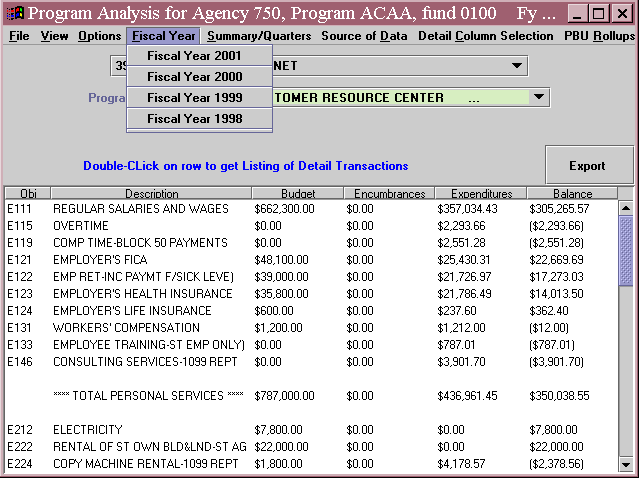 Program Analysis for Agency 750, Program ACAA, fund 0100 Fy ...
File View Options Fiscal Year Summary/Quarters Source of Data Detail Column Selection PBU Rollups
Fiscal Year 2001
Fiscal Year 2000
Fiscal Year 1999
Fiscal Year 1998
39 NET
Progra TOMER RESOURCE CENTER ...
Double-CLick on row to get Listing of Detail Transactions
Export
Obj Description Budget Encumbrances Expenditures Balance
E111 REGULAR SALARIES AND WAGES $662,300.00 $0.00 $357,034.43 $305,265.57
E115 OVERTIME $0.00 $0.00 $2,293.66 ($2,293.66)
E119 COMP TIME-BLOCK 50 PAYMENTS $0.00 $0.00 $2,551.28 ($2,551.28)
E121 EMPLOYER'S FICA $48,100.00 $0.00 $25,430.31 $22,669.69
E122 EMP RET-INC PAYMT F/SICK LEVE) $39,000.00 $0.00 $21,726.97 $17,273.03
E123 EMPLOYER'S HEALTH INSURANCE $35,800.00 $0.00 $21,786.49 $14,013.50
E124 EMPLOYER'S LIFE INSURANCE $600.00 $0.00 $237.60 $362.40
E131 WORKERS' COMPENSATION $1,200.00 $0.00 $1,212.00 ($12.00)
E133 EMPLOYEE TRAINING-ST EMP ONLY) $0.00 $0.00 $787.01 ($787.01)
E146 CONSULTING SERVICES-1099 REPT $0.00 $0.00 $3,901.70 ($3,901.70)
**** TOTAL PERSONAL SERVICES **** $787,000.00 $0.00 $436,961.45 $350,038.55
E212 ELECTRICITY $7,800.00 $0.00 $0.00 $7,800.00
E222 RENTAL OF ST OWN BLD&LND-ST AG $22,000.00 $0.00 $0.00 $22,000.00
E224 COPY MACHINE RENTAL-1099 REPT $1,800.00 $0.00 $4,178.57 ($2,378.56)